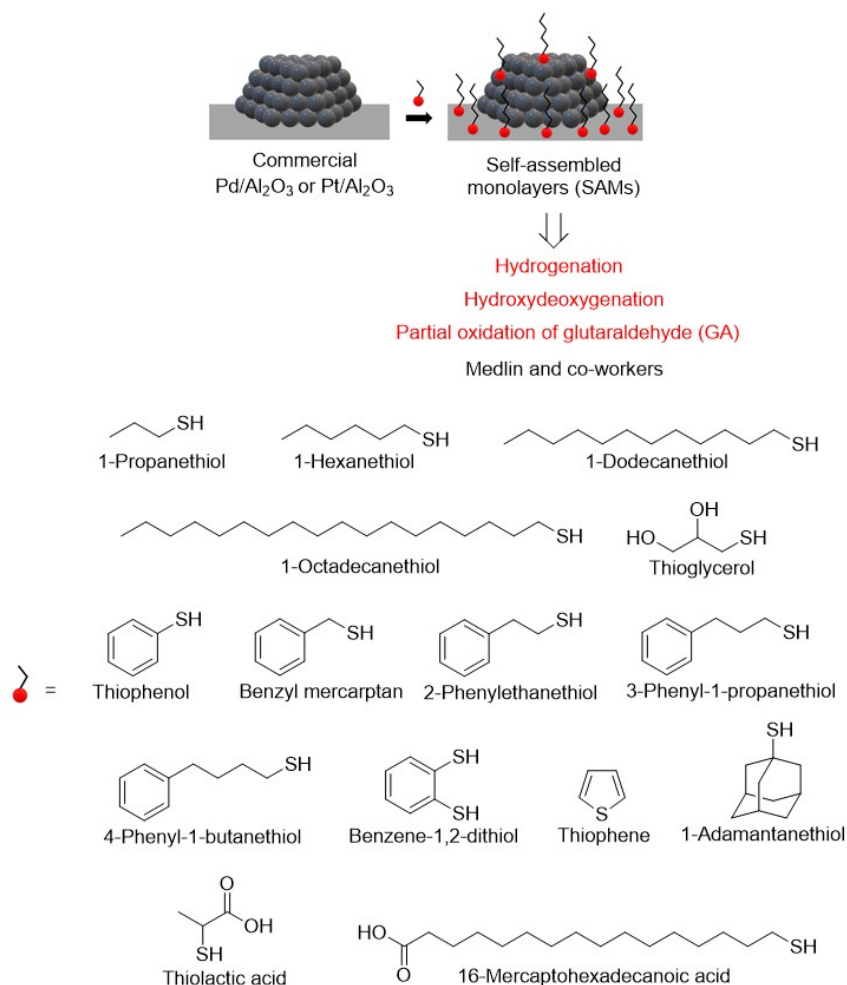 Commercial
Pd/Al₂O₃ or Pt/Al₂O₃
Self-assembled
monolayers (SAMs)
Hydrogenation
Hydroxydeoxygenation
Partial oxidation of glutaraldehyde (GA)
Medlin and co-workers
SH
1-Propanethiol
SH
1-Hexanethiol
SH
1-Dodecanethiol
SH
1-Octadecanethiol
OH
HO
SH
Thioglycerol
=
SH
Thiophenol
SH
Benzyl mercarptan
SH
2-Phenylethanethiol
SH
3-Phenyl-1-propanethiol
SH
4-Phenyl-1-butanethiol
SH
SH
Benzene-1,2-dithiol
S
Thiophene
SH
1-Adamantanethiol
O
OH
SH
Thiolactic acid
HO
O
SH
16-Mercaptohexadecanoic acid